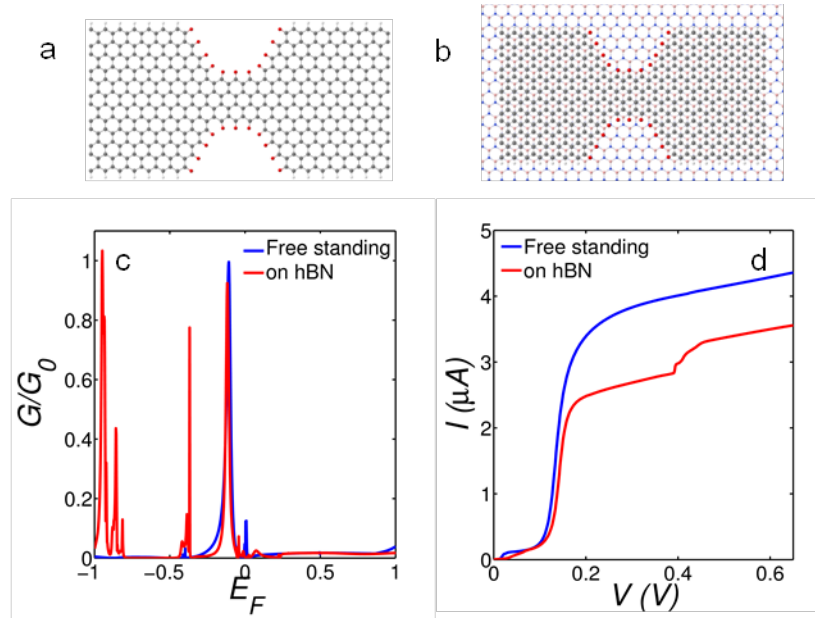 a
b
c
Free standing
on hBN
G/G₀
1
0.8
0.6
0.4
0.2
0
-1
-0.5
0
0.5
1
E_F
d
Free standing
on hBN
I (μA)
5
4
3
2
1
0
0
0.2
0.4
0.6
V (V)